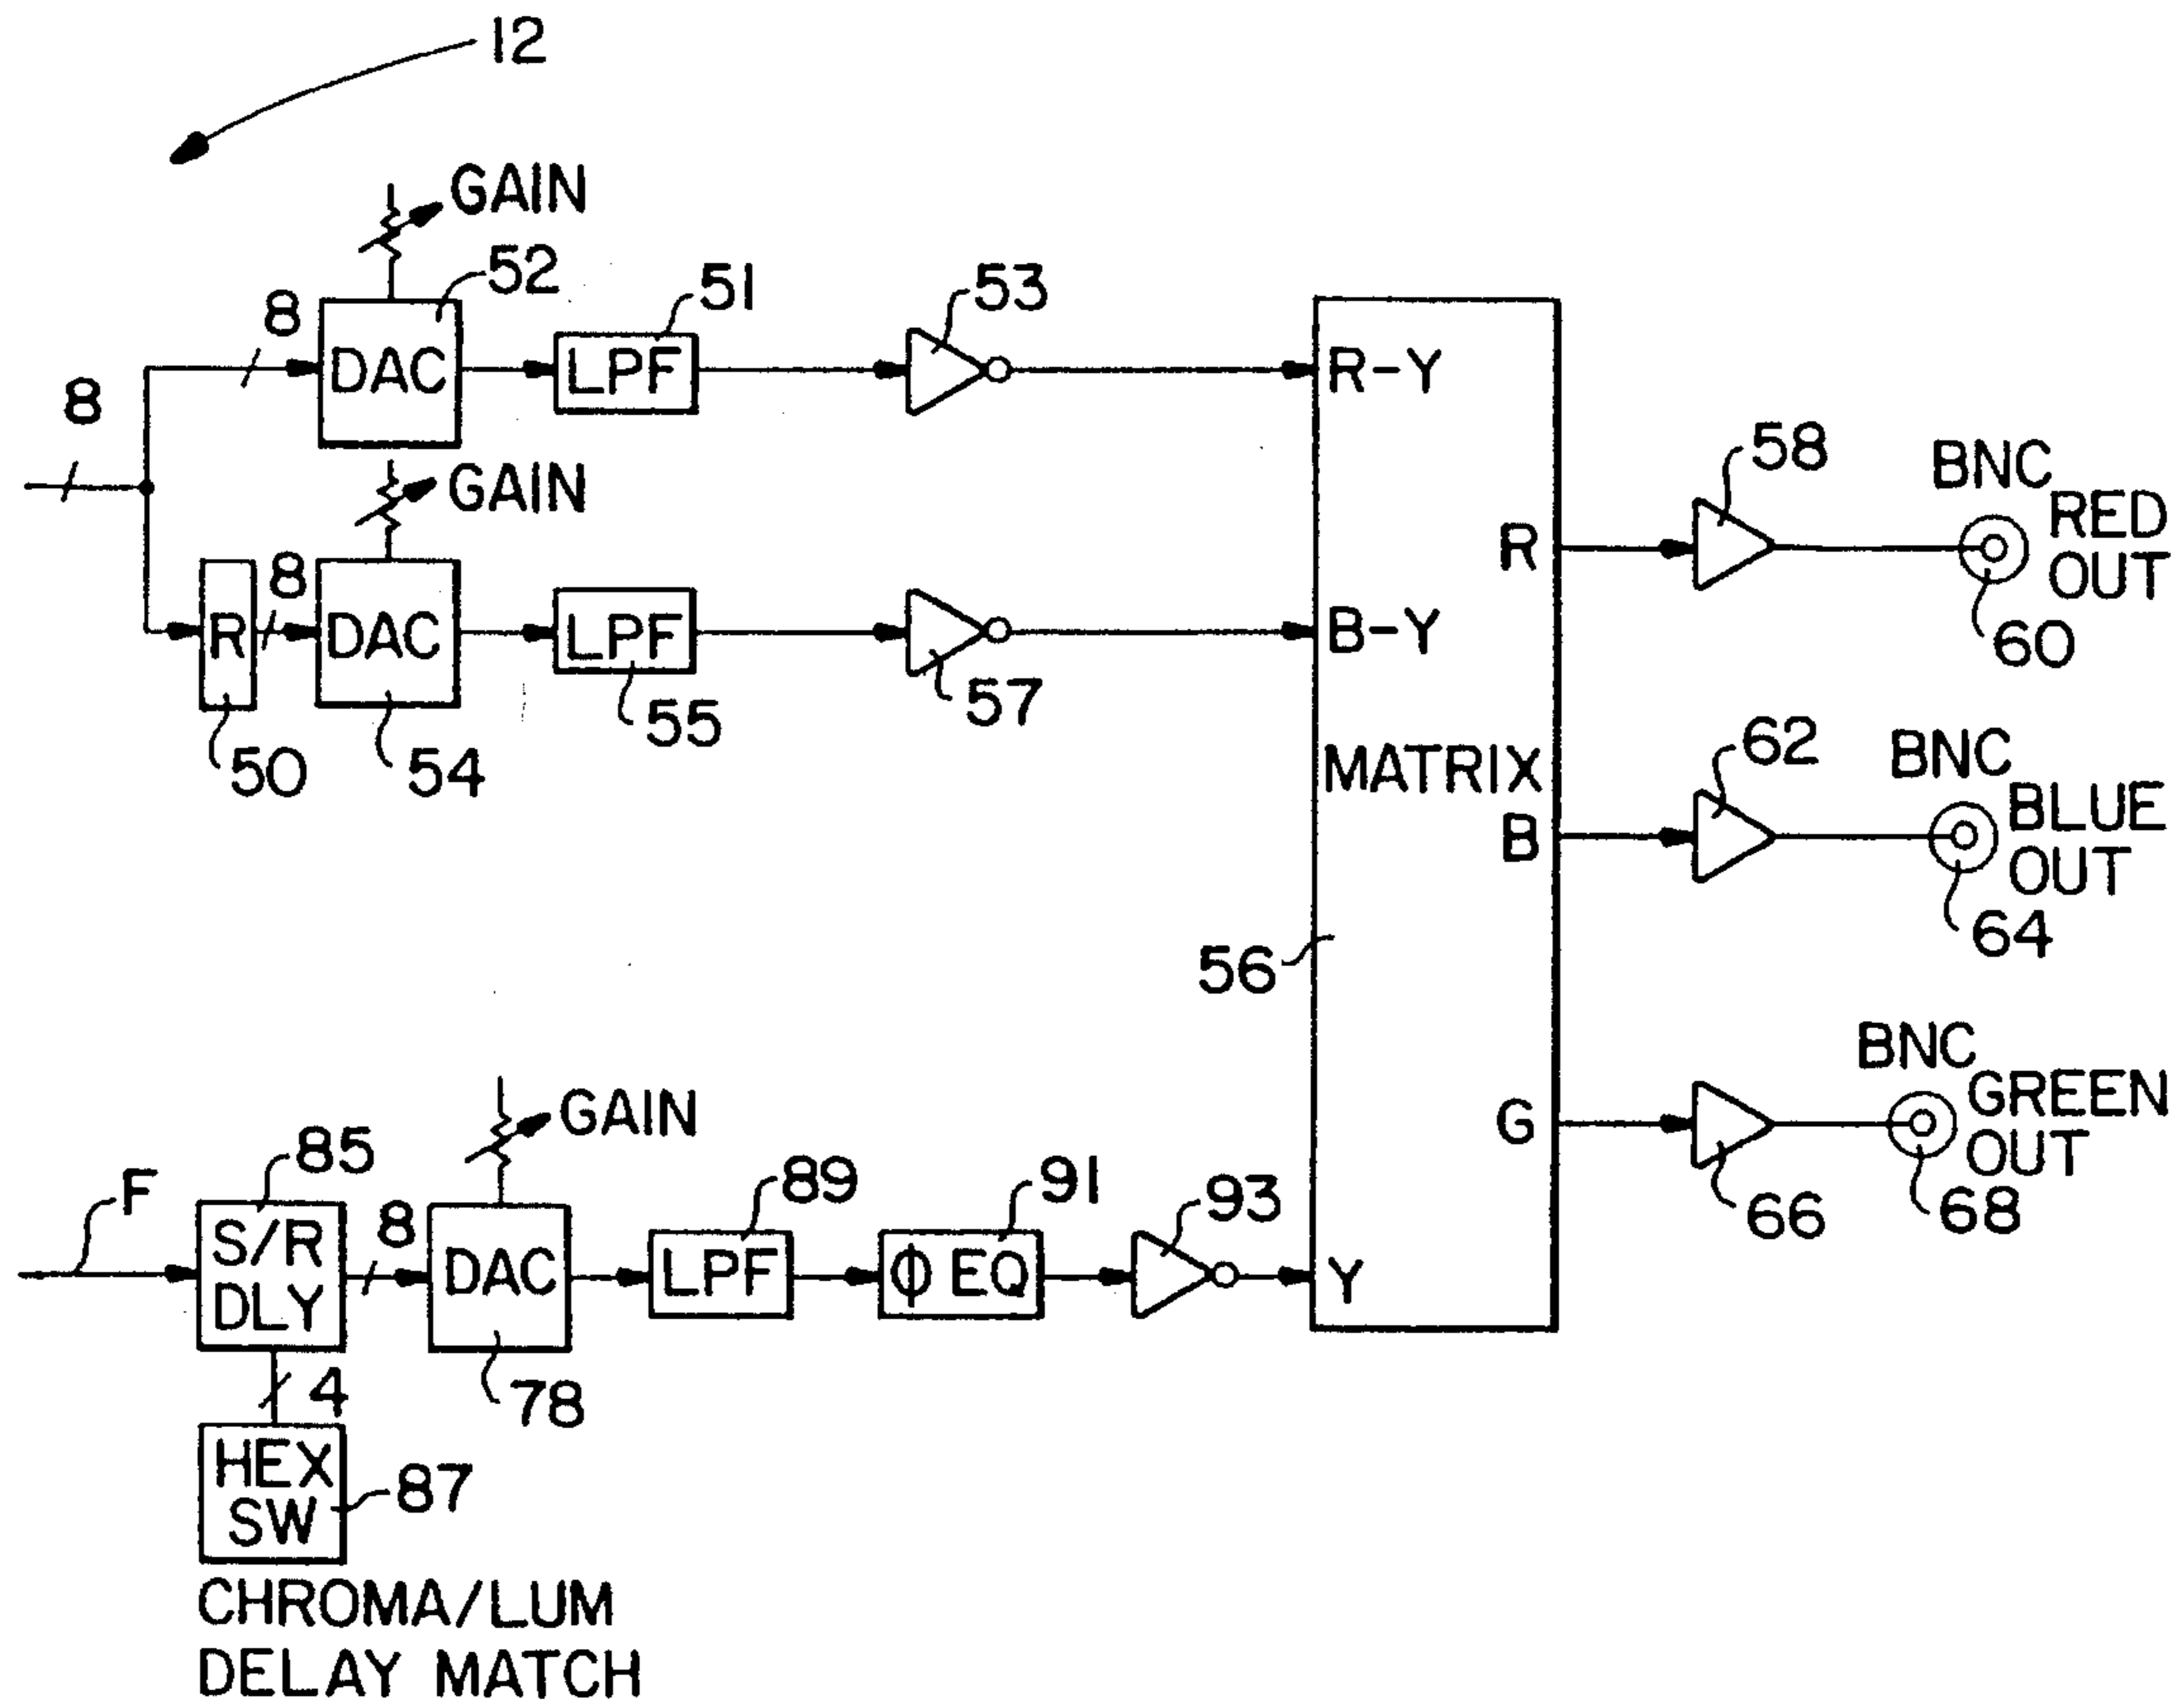 12
GAIN
52
51
53
8
8
DAC
LPF
R-Y
GAIN
58
BNC
RED
OUT
R
60
8
R
DAC
LPF
B-Y
50
54
55
57
MATRIX
62
BNC
BLUE
OUT
B
64
56
BNC
GREEN
OUT
G
66
68
GAIN
F
85
S/R
DLY
8
DAC
89
LPF
91
Φ EQ
93
Y
4
78
HEX
SW
87
CHROMA/LUM
DELAY MATCH